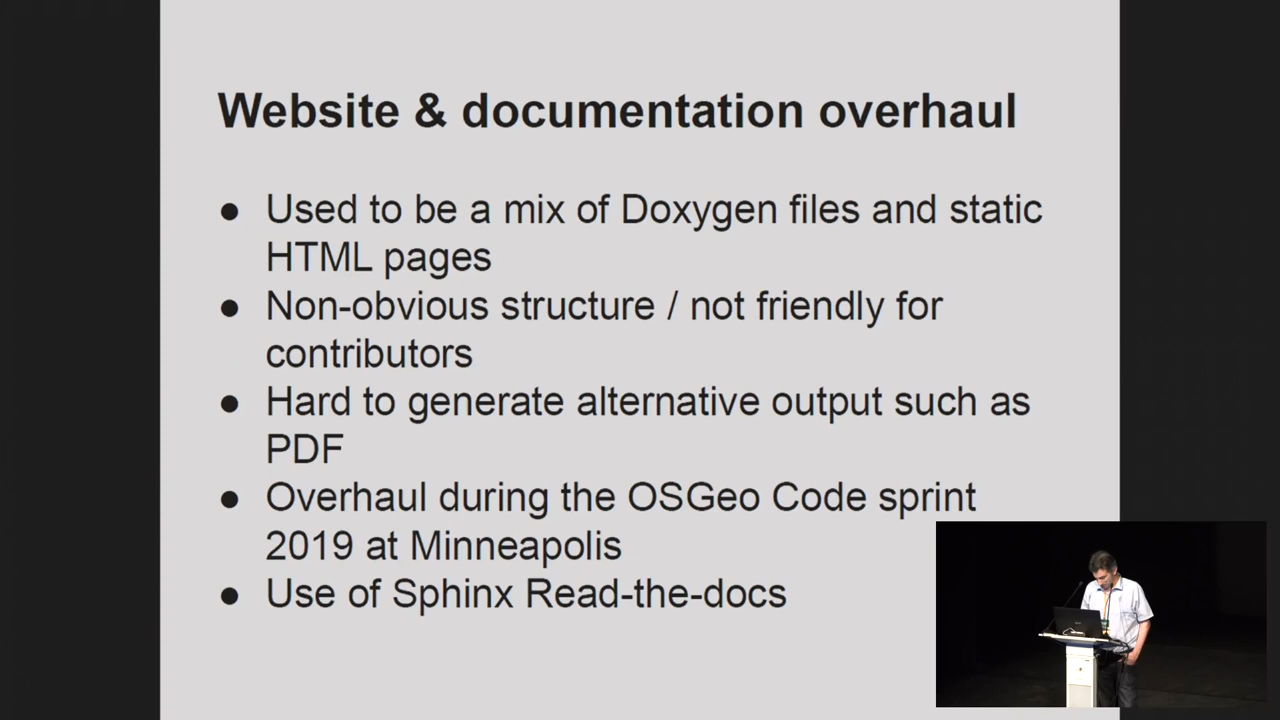 Website & documentation overhaul
● Used to be a mix of Doxygen files and static
HTML pages
● Non-obvious structure / not friendly for
contributors
● Hard to generate alternative output such as
PDF
● Overhaul during the OSGeo Code sprint
2019 at Minneapolis
● Use of Sphinx Read-the-docs